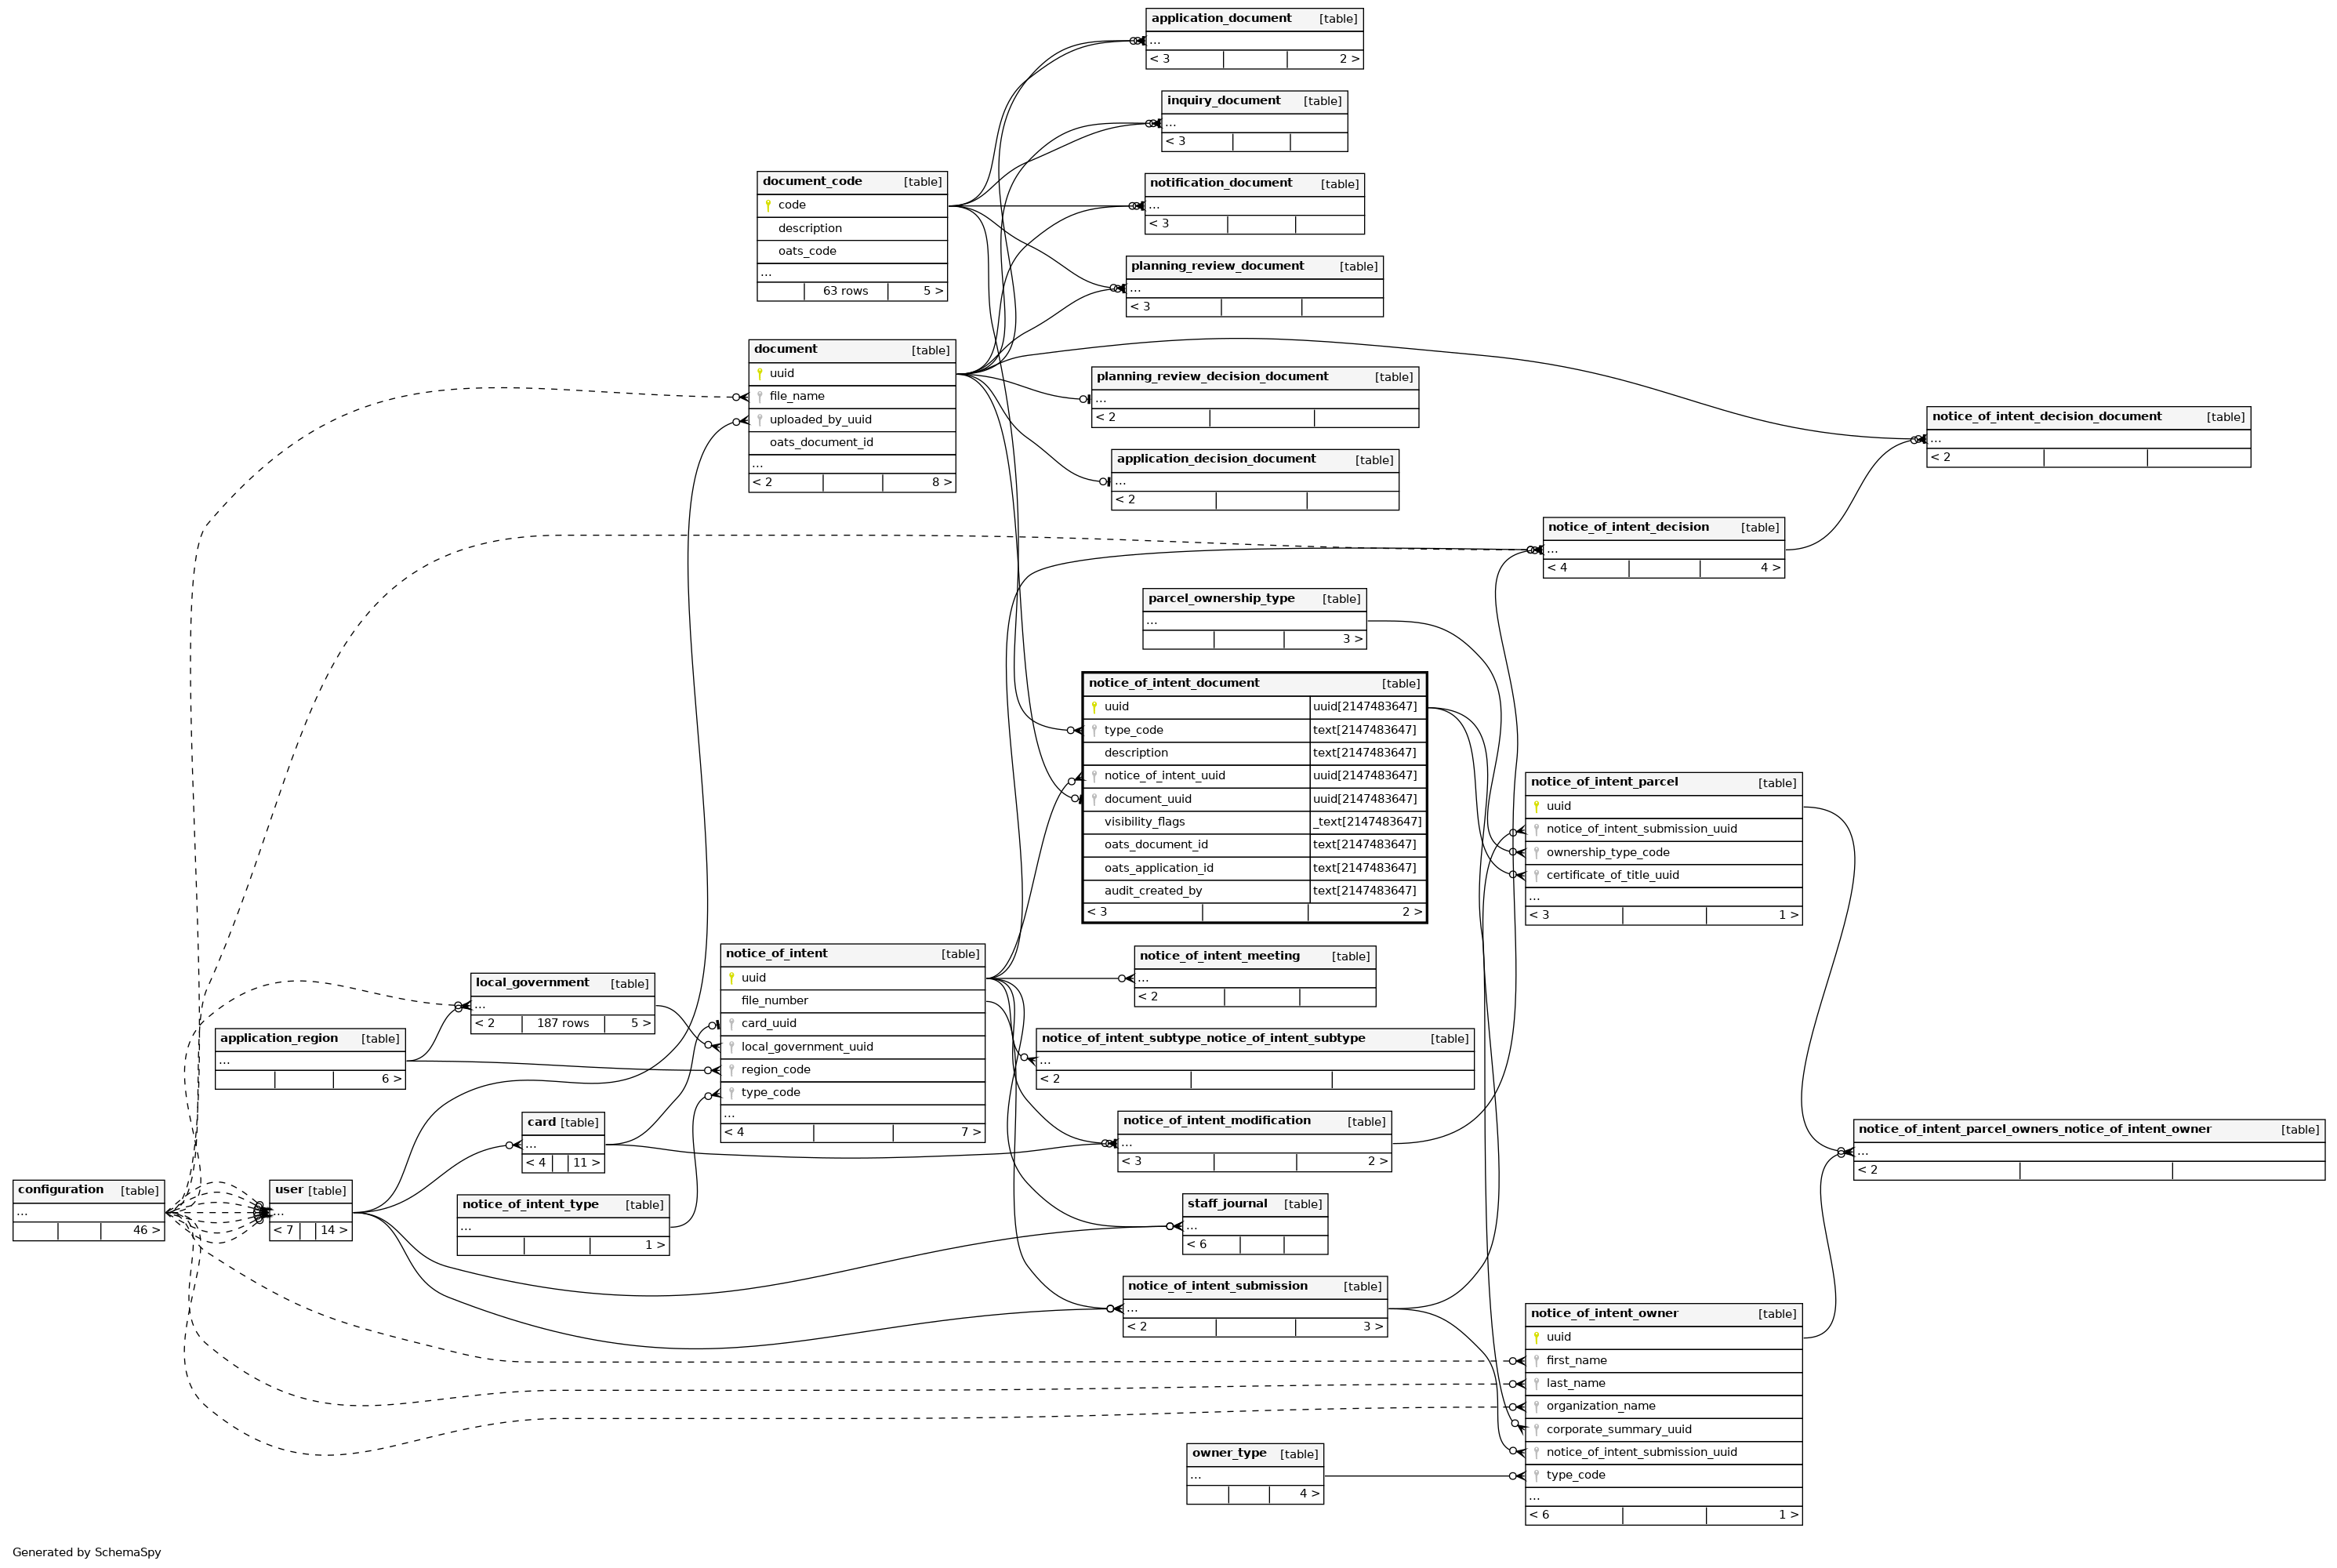 application_document [table]
...
< 3 2 >
inquiry_document [table]
...
< 3
document_code [table]
code
description
oats_code
...
63 rows 5 >
notification_document [table]
...
< 3
planning_review_document [table]
...
< 3
document [table]
uuid
file_name
uploaded_by_uuid
oats_document_id
...
< 2 8 >
planning_review_decision_document [table]
...
< 2
notice_of_intent_decision_document [table]
...
< 2
application_decision_document [table]
...
< 2
notice_of_intent_decision [table]
...
< 4 4 >
parcel_ownership_type [table]
...
3 >
notice_of_intent_document [table]
uuid uuid[2147483647]
type_code text[2147483647]
description text[2147483647]
notice_of_intent_uuid uuid[2147483647]
document_uuid uuid[2147483647]
visibility_flags _text[2147483647]
oats_document_id text[2147483647]
oats_application_id text[2147483647]
audit_created_by text[2147483647]
< 3 2 >
notice_of_intent_parcel [table]
uuid
notice_of_intent_submission_uuid
ownership_type_code
certificate_of_title_uuid
...
< 3 1 >
notice_of_intent [table]
uuid
file_number
card_uuid
local_government_uuid
region_code
type_code
...
< 4 7 >
notice_of_intent_meeting [table]
...
< 2
local_government [table]
...
< 2 187 rows 5 >
application_region [table]
...
6 >
notice_of_intent_subtype_notice_of_intent_subtype [table]
...
< 2
card [table]
...
< 4 11 >
notice_of_intent_modification [table]
...
< 3 2 >
notice_of_intent_parcel_owners_notice_of_intent_owner [table]
...
< 2
configuration [table]
...
46 >
user [table]
...
< 7 14 >
notice_of_intent_type [table]
...
1 >
staff_journal [table]
...
< 6
notice_of_intent_submission [table]
...
< 2 3 >
notice_of_intent_owner [table]
uuid
first_name
last_name
organization_name
corporate_summary_uuid
notice_of_intent_submission_uuid
type_code
...
< 6 1 >
owner_type [table]
...
4 >
Generated by SchemaSpy